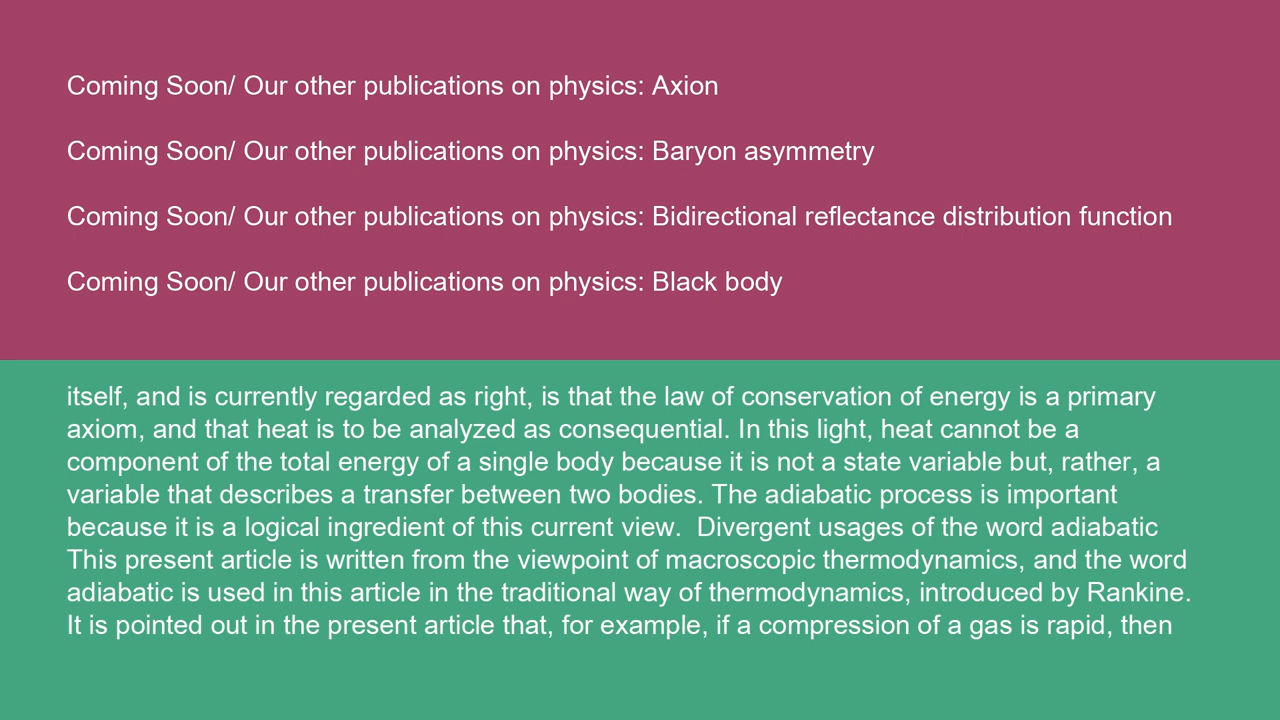 Coming Soon/ Our other publications on physics: Axion
Coming Soon/ Our other publications on physics: Baryon asymmetry
Coming Soon/ Our other publications on physics: Bidirectional reflectance distribution function
Coming Soon/ Our other publications on physics: Black body
itself, and is currently regarded as right, is that the law of conservation of energy is a primary
axiom, and that heat is to be analyzed as consequential. In this light, heat cannot be a
component of the total energy of a single body because it is not a state variable but, rather, a
variable that describes a transfer between two bodies. The adiabatic process is important
because it is a logical ingredient of this current view.  Divergent usages of the word adiabatic
This present article is written from the viewpoint of macroscopic thermodynamics, and the word
adiabatic is used in this article in the traditional way of thermodynamics, introduced by Rankine.
It is pointed out in the present article that, for example, if a compression of a gas is rapid, then